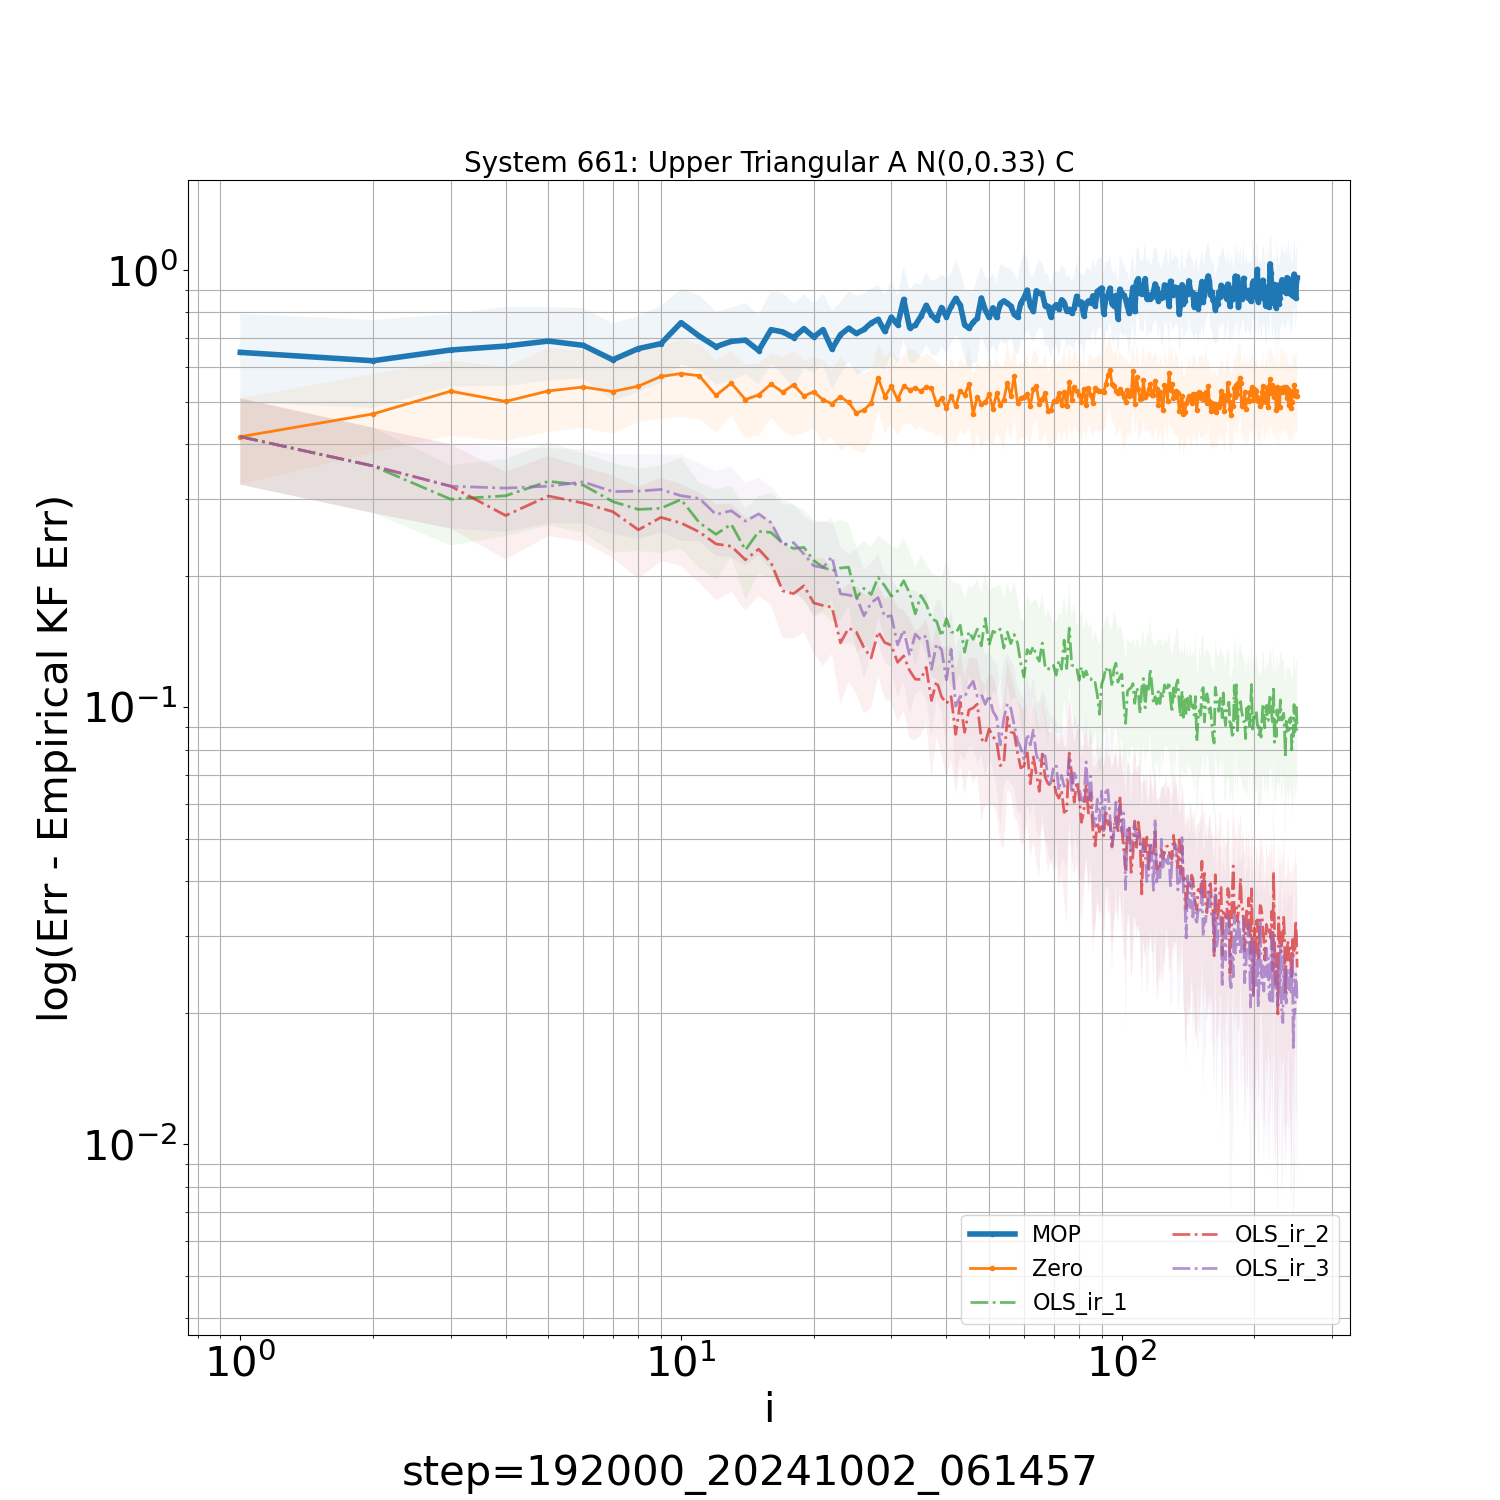 System 661: Upper Triangular A N(0,0.33) C
log(Err - Empirical KF Err)
10⁰
10⁻¹
10⁻²
MOP
Zero
OLS_ir_1
OLS_ir_2
OLS_ir_3
10⁰ 10¹ 10²
i
step=192000_20241002_061457